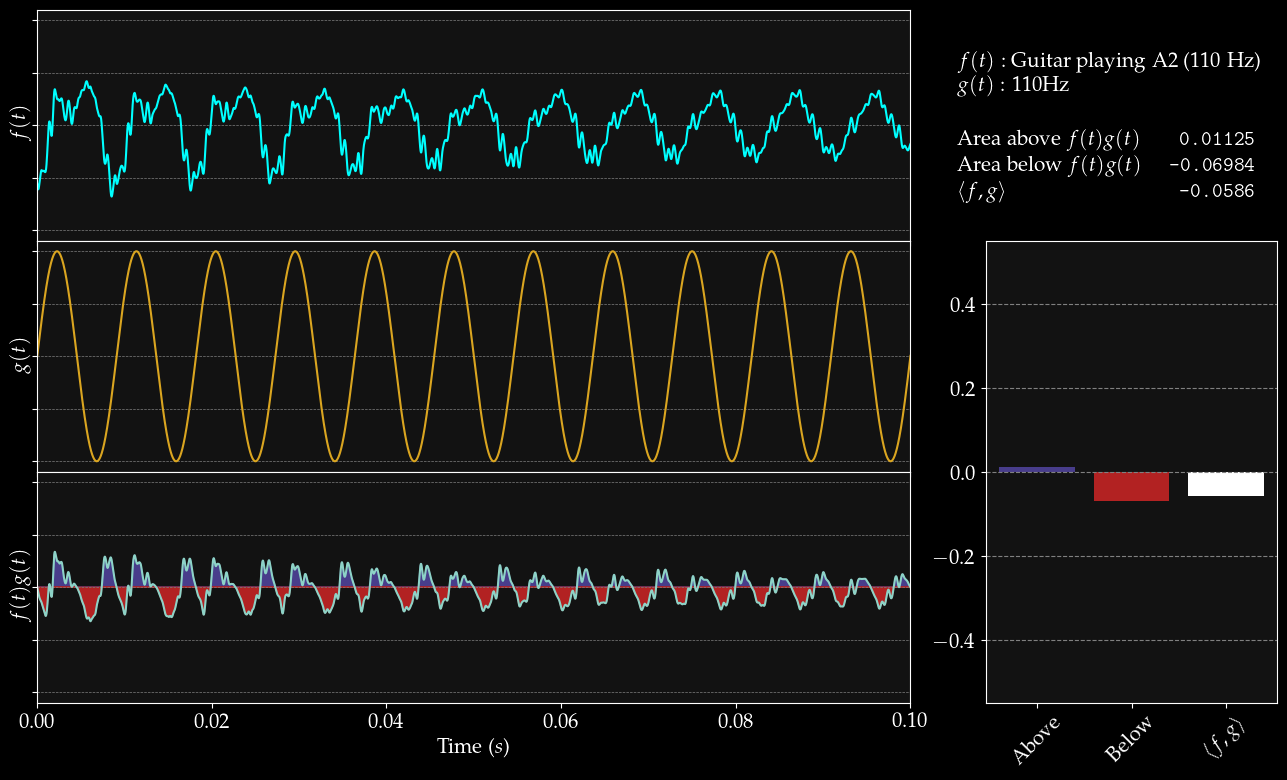 f(t) : Guitar playing A2 (110 Hz)
g(t) : 110Hz
Area above f(t)g(t) 0.01125
Area below f(t)g(t) -0.06984
⟨f, g⟩ -0.0586
f(t)
g(t)
f(t)g(t)
0.00 0.02 0.04 0.06 0.08 0.10
Time (s)
0.4
0.2
0.0
−0.2
−0.4
Above Below ⟨f, g⟩